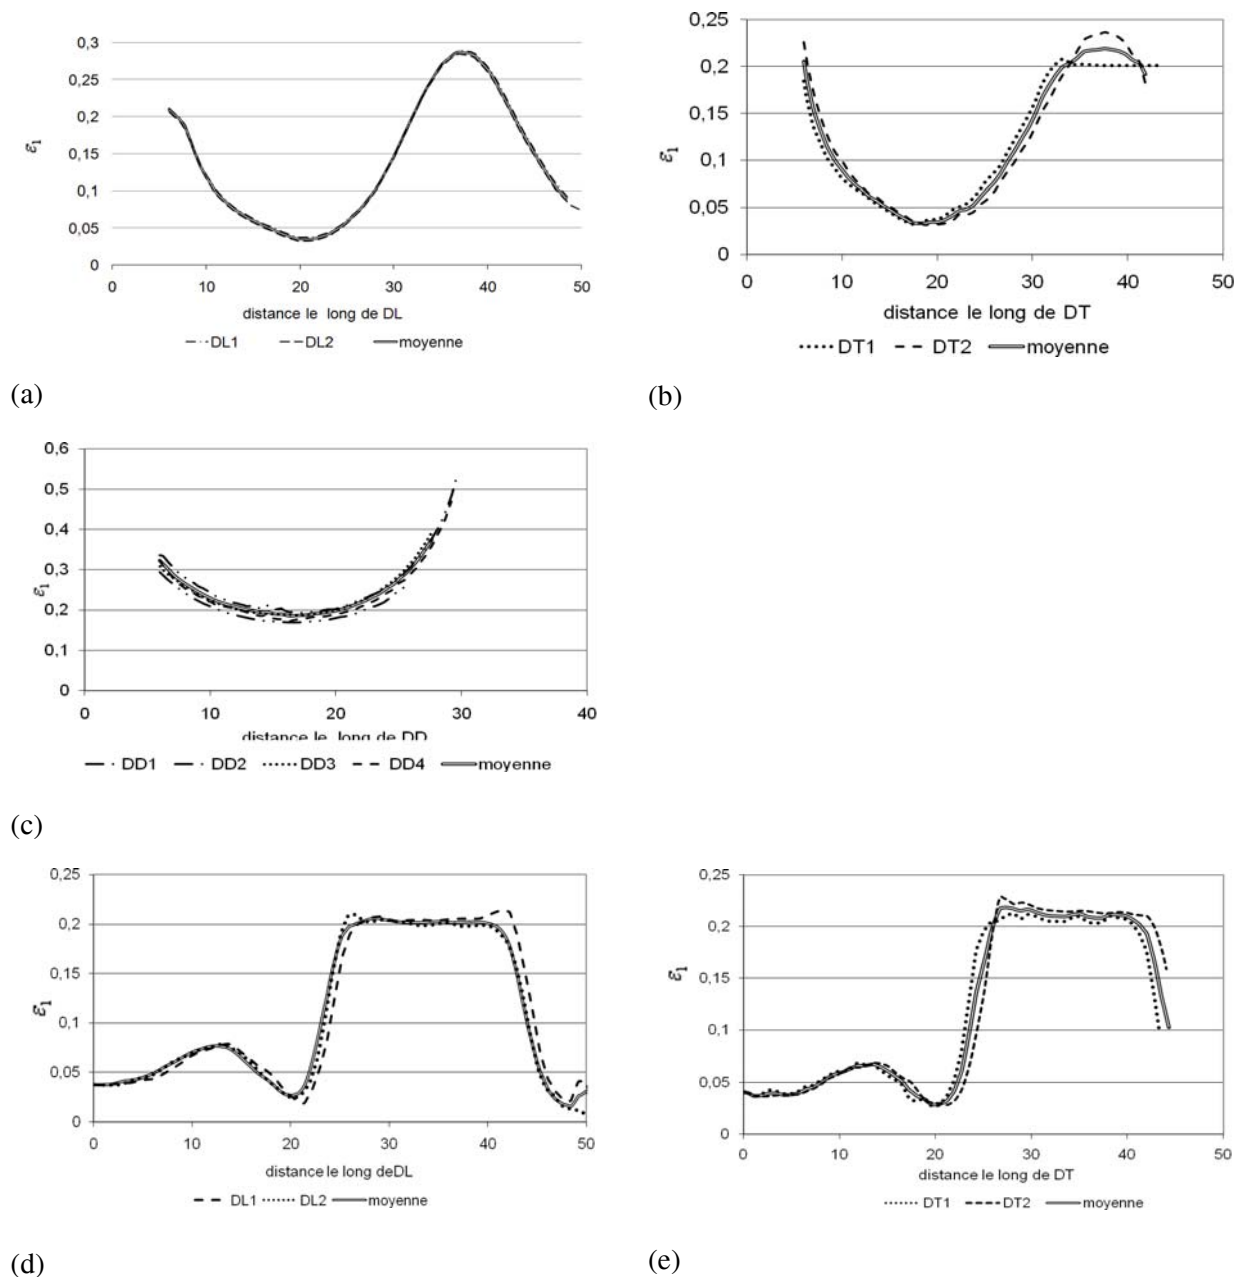 0,3
0,25
0,2
0,15
0,1
0,05
0
ε₁
0 10 20 30 40 50
distance le long de DL
DL1 DL2 moyenne
(a)
0,25
0,2
0,15
0,1
0,05
0
ε₁
0 10 20 30 40 50
distance le long de DT
DT1 DT2 moyenne
(b)
0,6
0,5
0,4
0,3
0,2
0,1
0
ε₁
0 10 20 30 40
distance le long de DD
DD1 DD2 DD3 DD4 moyenne
(c)
0,25
0,2
0,15
0,1
0,05
0
ε₁
0 10 20 30 40 50
distance le long deDL
DL1 DL2 moyenne
(d)
0,25
0,2
0,15
0,1
0,05
0
ε₁
0 10 20 30 40 50
distance le long de DT
DT1 DT2 moyenne
(e)